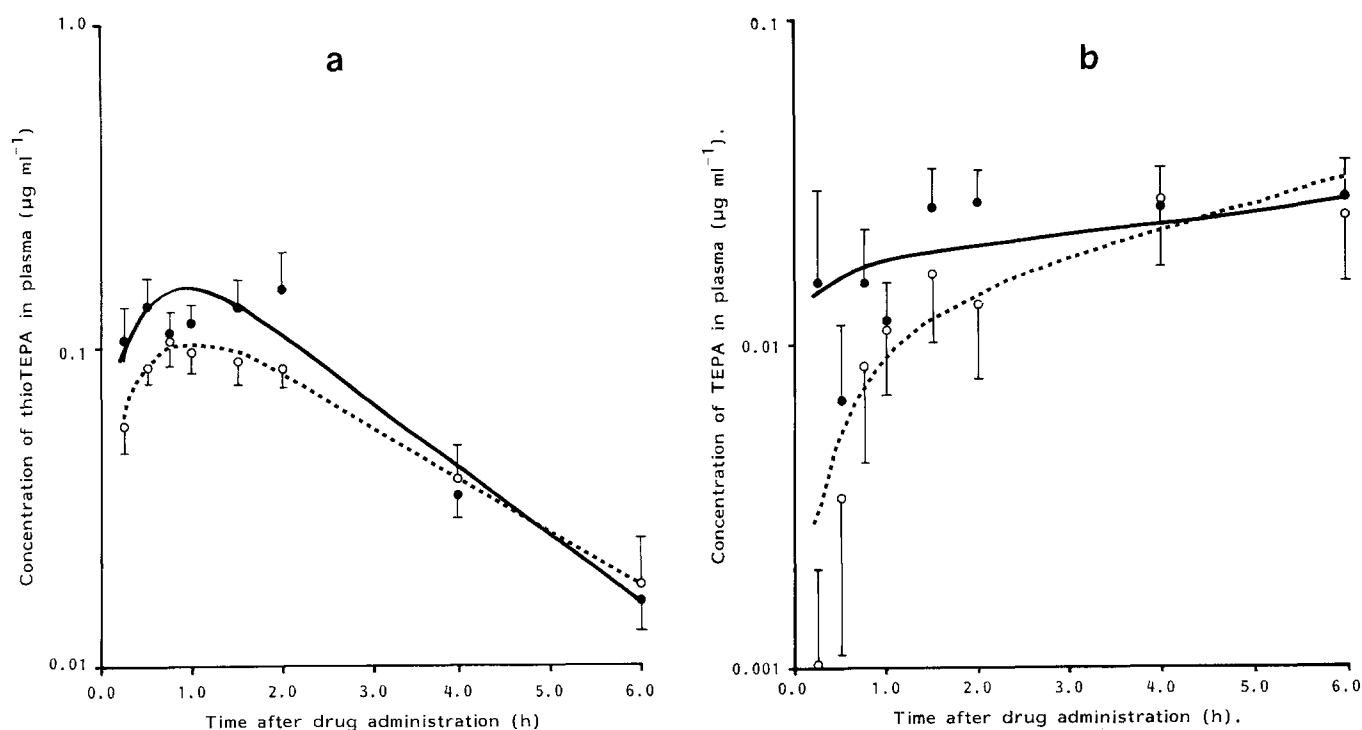 a
1.0
0.1
0.01
Concentration of thioTEPA in plasma (µg ml⁻¹)
0.0 1.0 2.0 3.0 4.0 5.0 6.0
Time after drug administration (h)
b
0.1
0.01
0.001
Concentration of TEPA in plasma (µg ml⁻¹).
0.0 1.0 2.0 3.0 4.0 5.0 6.0
Time after drug administration (h).